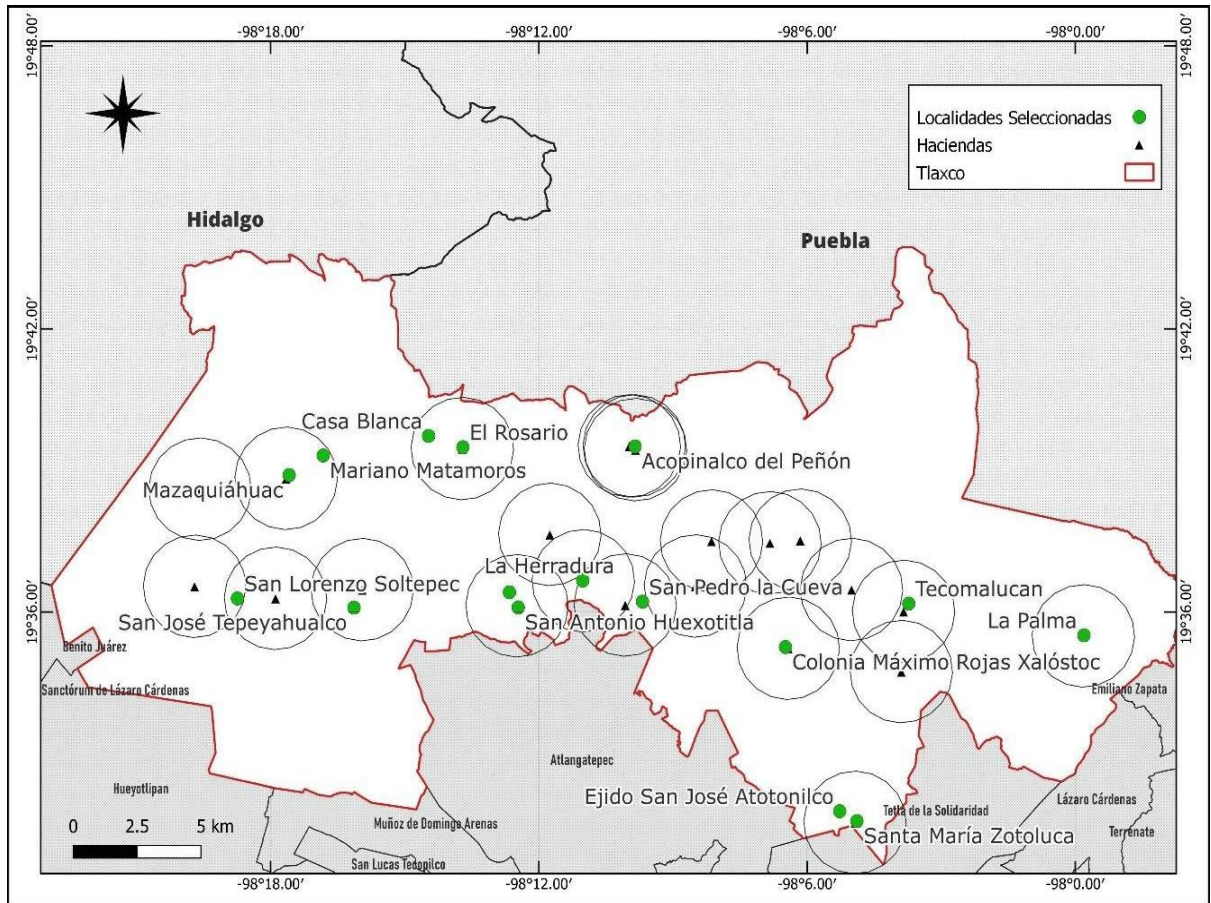 -98°18.00′ -98°12.00′ -98°6.00′ -98°0.00′
19°48.00′ 19°48.00′
Localidades Seleccionadas
Haciendas
Tlaxco
Hidalgo
Puebla
19°42.00′ 19°42.00′
Casa Blanca
El Rosario
Acopinalco del Peñón
Mariano Matamoros
Mazaquiáhuac
La Herradura
San Lorenzo Soltepec
San Pedro la Cueva
Tecomalucan
19°36.00′ 19°36.00′
San José Tepeyahualco
San Antonio Huexotitla
La Palma
Benito Juárez
Colonia Máximo Rojas Xalóstoc
Sanctórum de Lázaro Cárdenas
Emiliano Zapata
Atlangatepec
Hueyotlipan
Ejido San José Atotonilco
Tetla de la Solidaridad
Lázaro Cárdenas
0 2.5 5 km
Muñoz de Domingo Arenas
Santa María Zotoluca
Terrenate
San Lucas Tecopilco
-98°18.00′ -98°12.00′ -98°6.00′ -98°0.00′